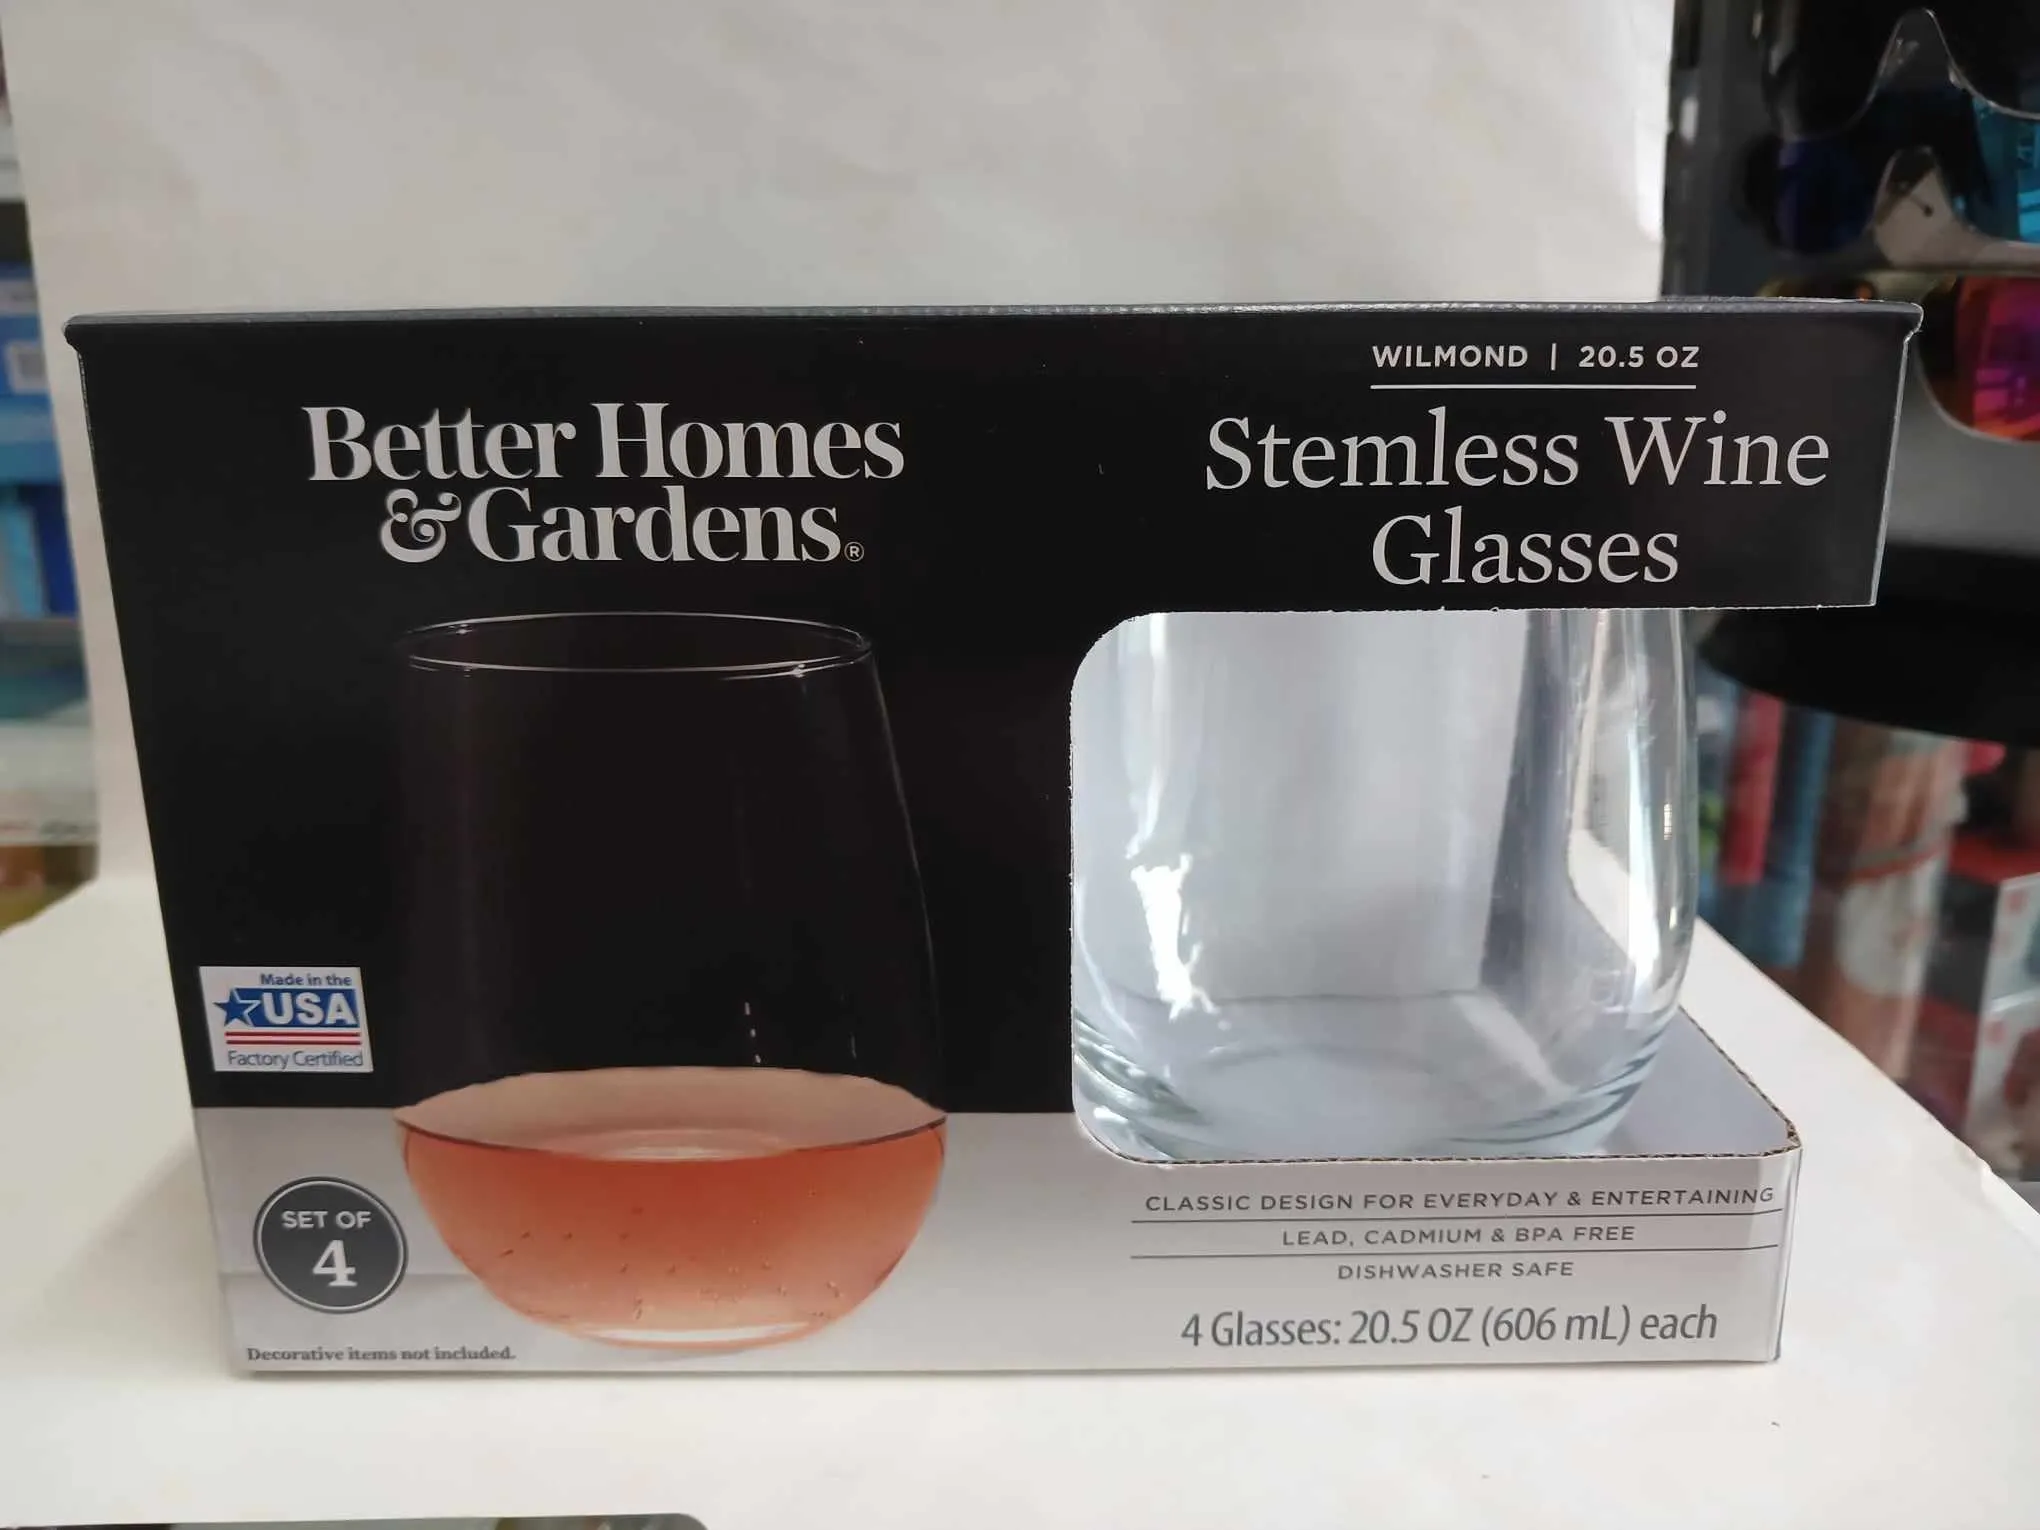 Better Homes
& Gardens®
WILMOND | 20.5 OZ
Stemless Wine
Glasses
Made in the
USA
Factory Certified
SET OF
4
Decorative items not included.
CLASSIC DESIGN FOR EVERYDAY & ENTERTAINING
LEAD, CADMIUM & BPA FREE
DISHWASHER SAFE
4 Glasses: 20.5 OZ (606 mL) each